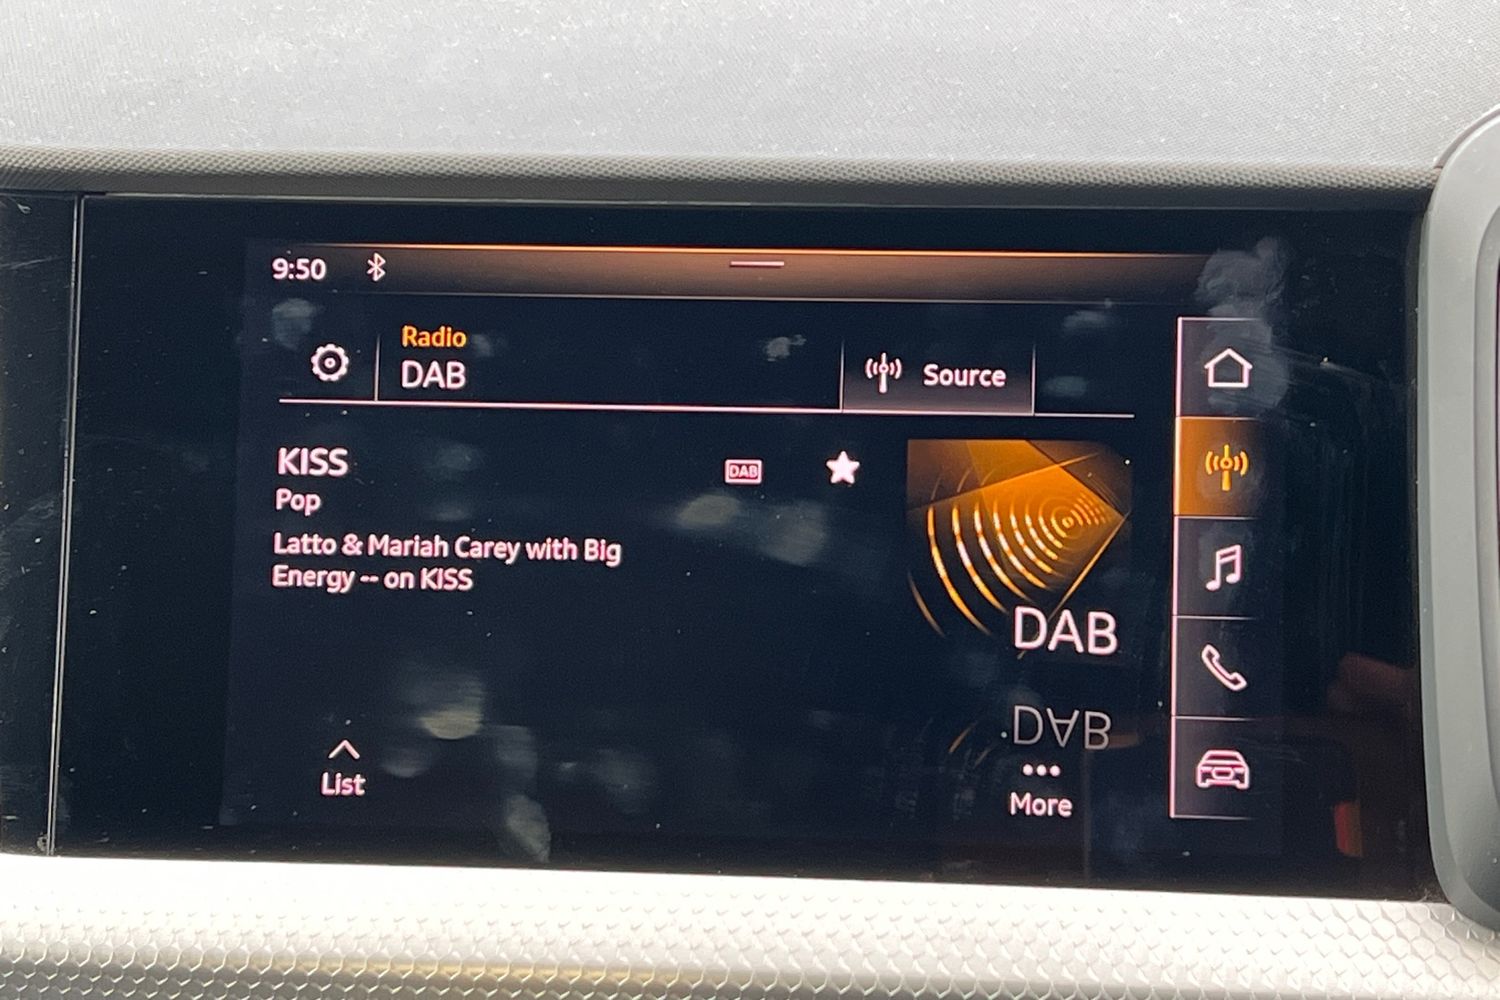 9:50
Radio
DAB
Source
KISS
DAB
Pop
Latto & Mariah Carey with Big
Energy -- on KISS
DAB
DAB
List
More